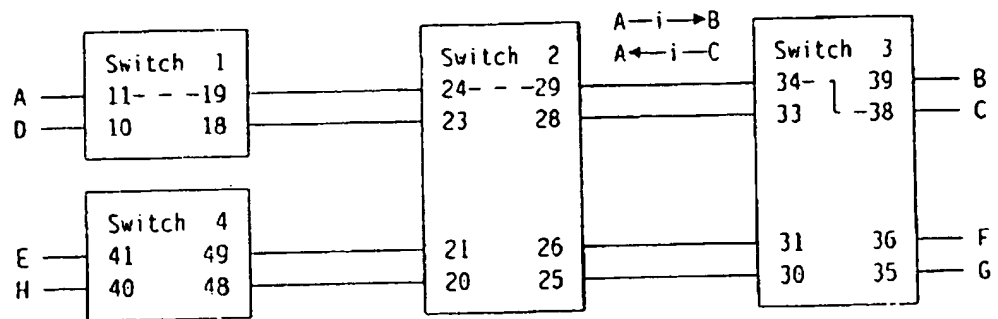 A—i→B
A←i—C
Switch 1
Switch 2
Switch 3
A 11- - -19 24- - -29 34- 39 B
D 10 18 23 28 33 -38 C
Switch 4
E 41 49 21 26 31 36 F
H 40 48 20 25 30 35 G